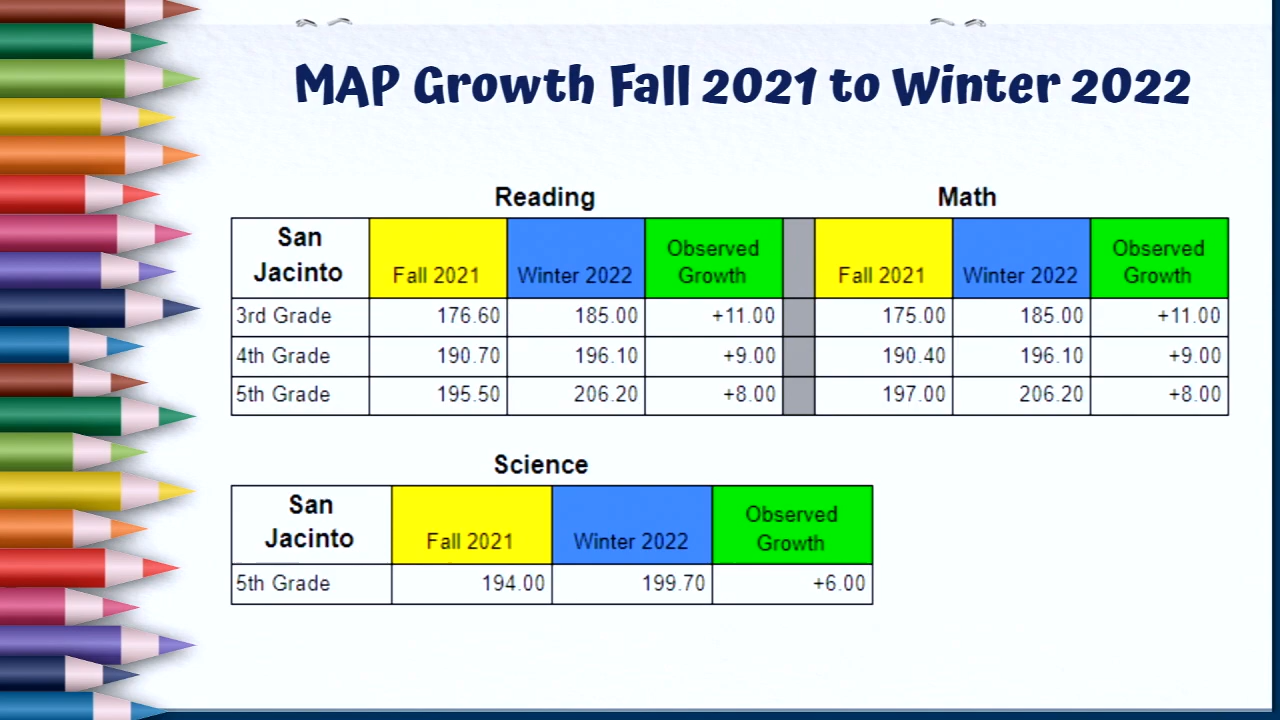 MAP Growth Fall 2021 to Winter 2022
Reading Math
San Jacinto Fall 2021 Winter 2022 Observed Growth Fall 2021 Winter 2022 Observed Growth
3rd Grade 176.60 185.00 +11.00 175.00 185.00 +11.00
4th Grade 190.70 196.10 +9.00 190.40 196.10 +9.00
5th Grade 195.50 206.20 +8.00 197.00 206.20 +8.00
Science
San Jacinto Fall 2021 Winter 2022 Observed Growth
5th Grade 194.00 199.70 +6.00